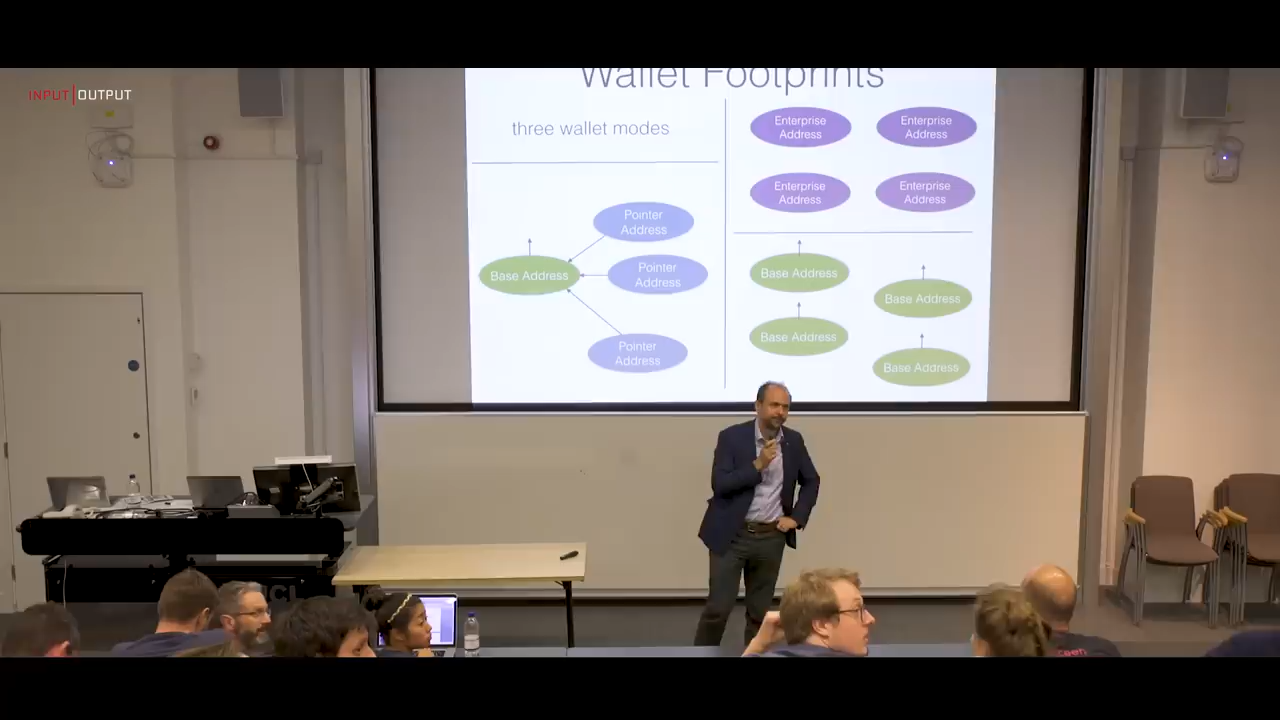 INPUT|OUTPUT
Wallet Footprints
three wallet modes
Pointer
Address
Base Address
Pointer
Address
Pointer
Address
Enterprise
Address
Enterprise
Address
Enterprise
Address
Enterprise
Address
Base Address
Base Address
Base Address
Base Address